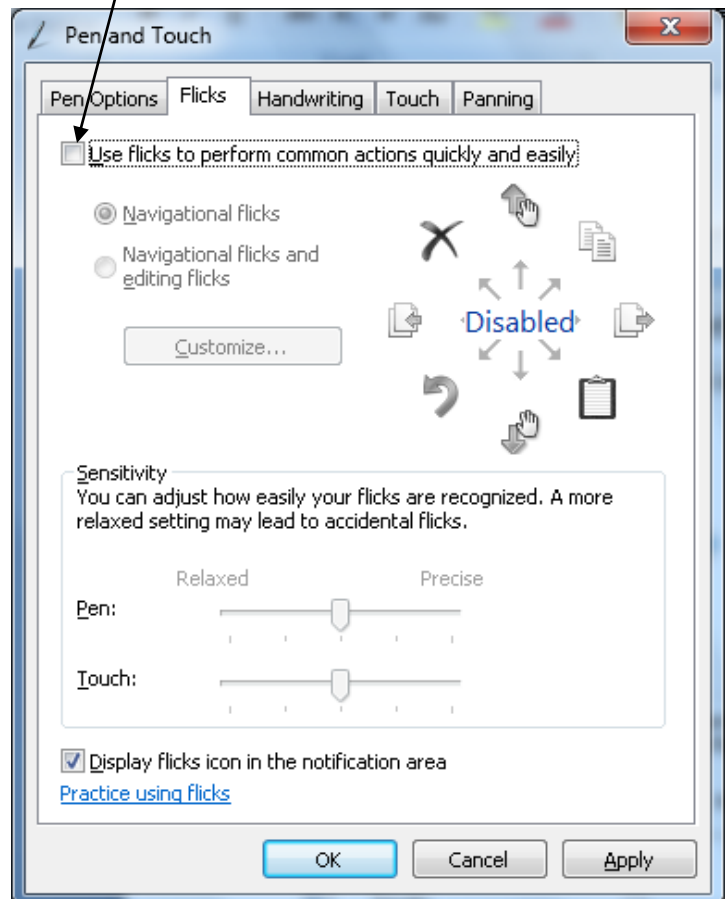 Pen and Touch
Pen Options Flicks Handwriting Touch Panning
Use flicks to perform common actions quickly and easily
Navigational flicks
Navigational flicks and
editing flicks
Disabled
Customize...
Sensitivity
You can adjust how easily your flicks are recognized. A more
relaxed setting may lead to accidental flicks.
Relaxed Precise
Pen:
Touch:
Display flicks icon in the notification area
Practice using flicks
OK Cancel Apply